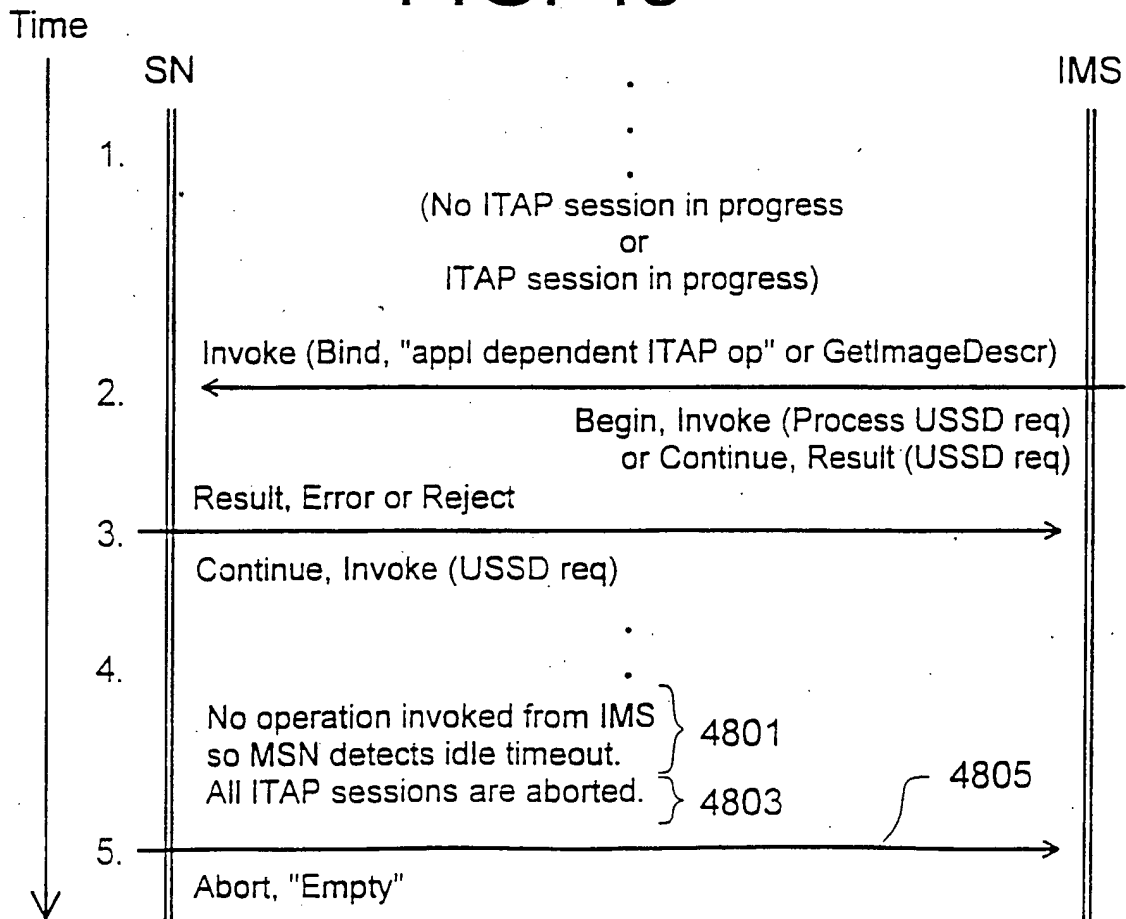 Time
SN
IMS
1.
(No ITAP session in progress
or
ITAP session in progress)
Invoke (Bind, "appl dependent ITAP op" or GetImageDescr)
2.
Begin, Invoke (Process USSD req)
or Continue, Result (USSD req)
Result, Error or Reject
3.
Continue, Invoke (USSD req)
4.
No operation invoked from IMS
so MSN detects idle timeout.
4801
All ITAP sessions are aborted.
4803
4805
5.
Abort, "Empty"